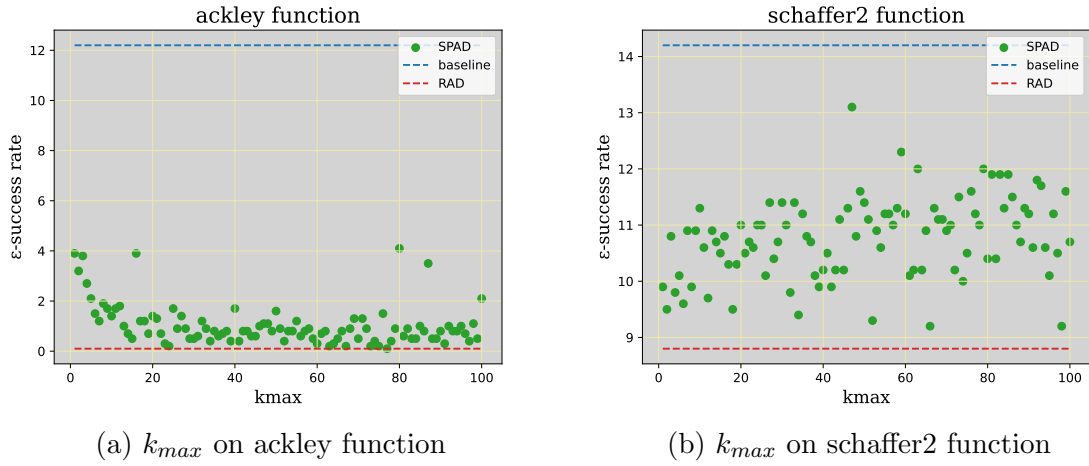 ackley function
12
10
8
6
4
2
0
ε-success rate
SPAD
baseline
RAD
0 20 40 60 80 100
kmax
(a) kmax on ackley function
schaffer2 function
14
13
12
11
10
9
ε-success rate
SPAD
baseline
RAD
0 20 40 60 80 100
kmax
(b) kmax on schaffer2 function